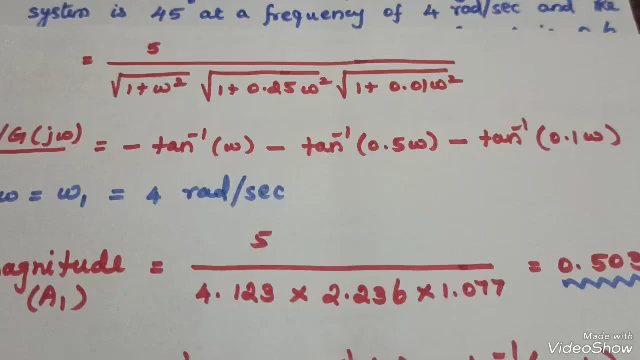 system is 45° at a frequency of 4 rad/sec and the
= 5 / √1+ω² √1+0.25ω² √1+0.01ω²
/G(jω) = - tan⁻¹(ω) - tan⁻¹(0.5ω) - tan⁻¹(0.1ω)
ω = ω₁ = 4 rad/sec
agnitude (A₁) = 5 / 4.123 × 2.236 × 1.077 = 0.503
Made with
VideoShow